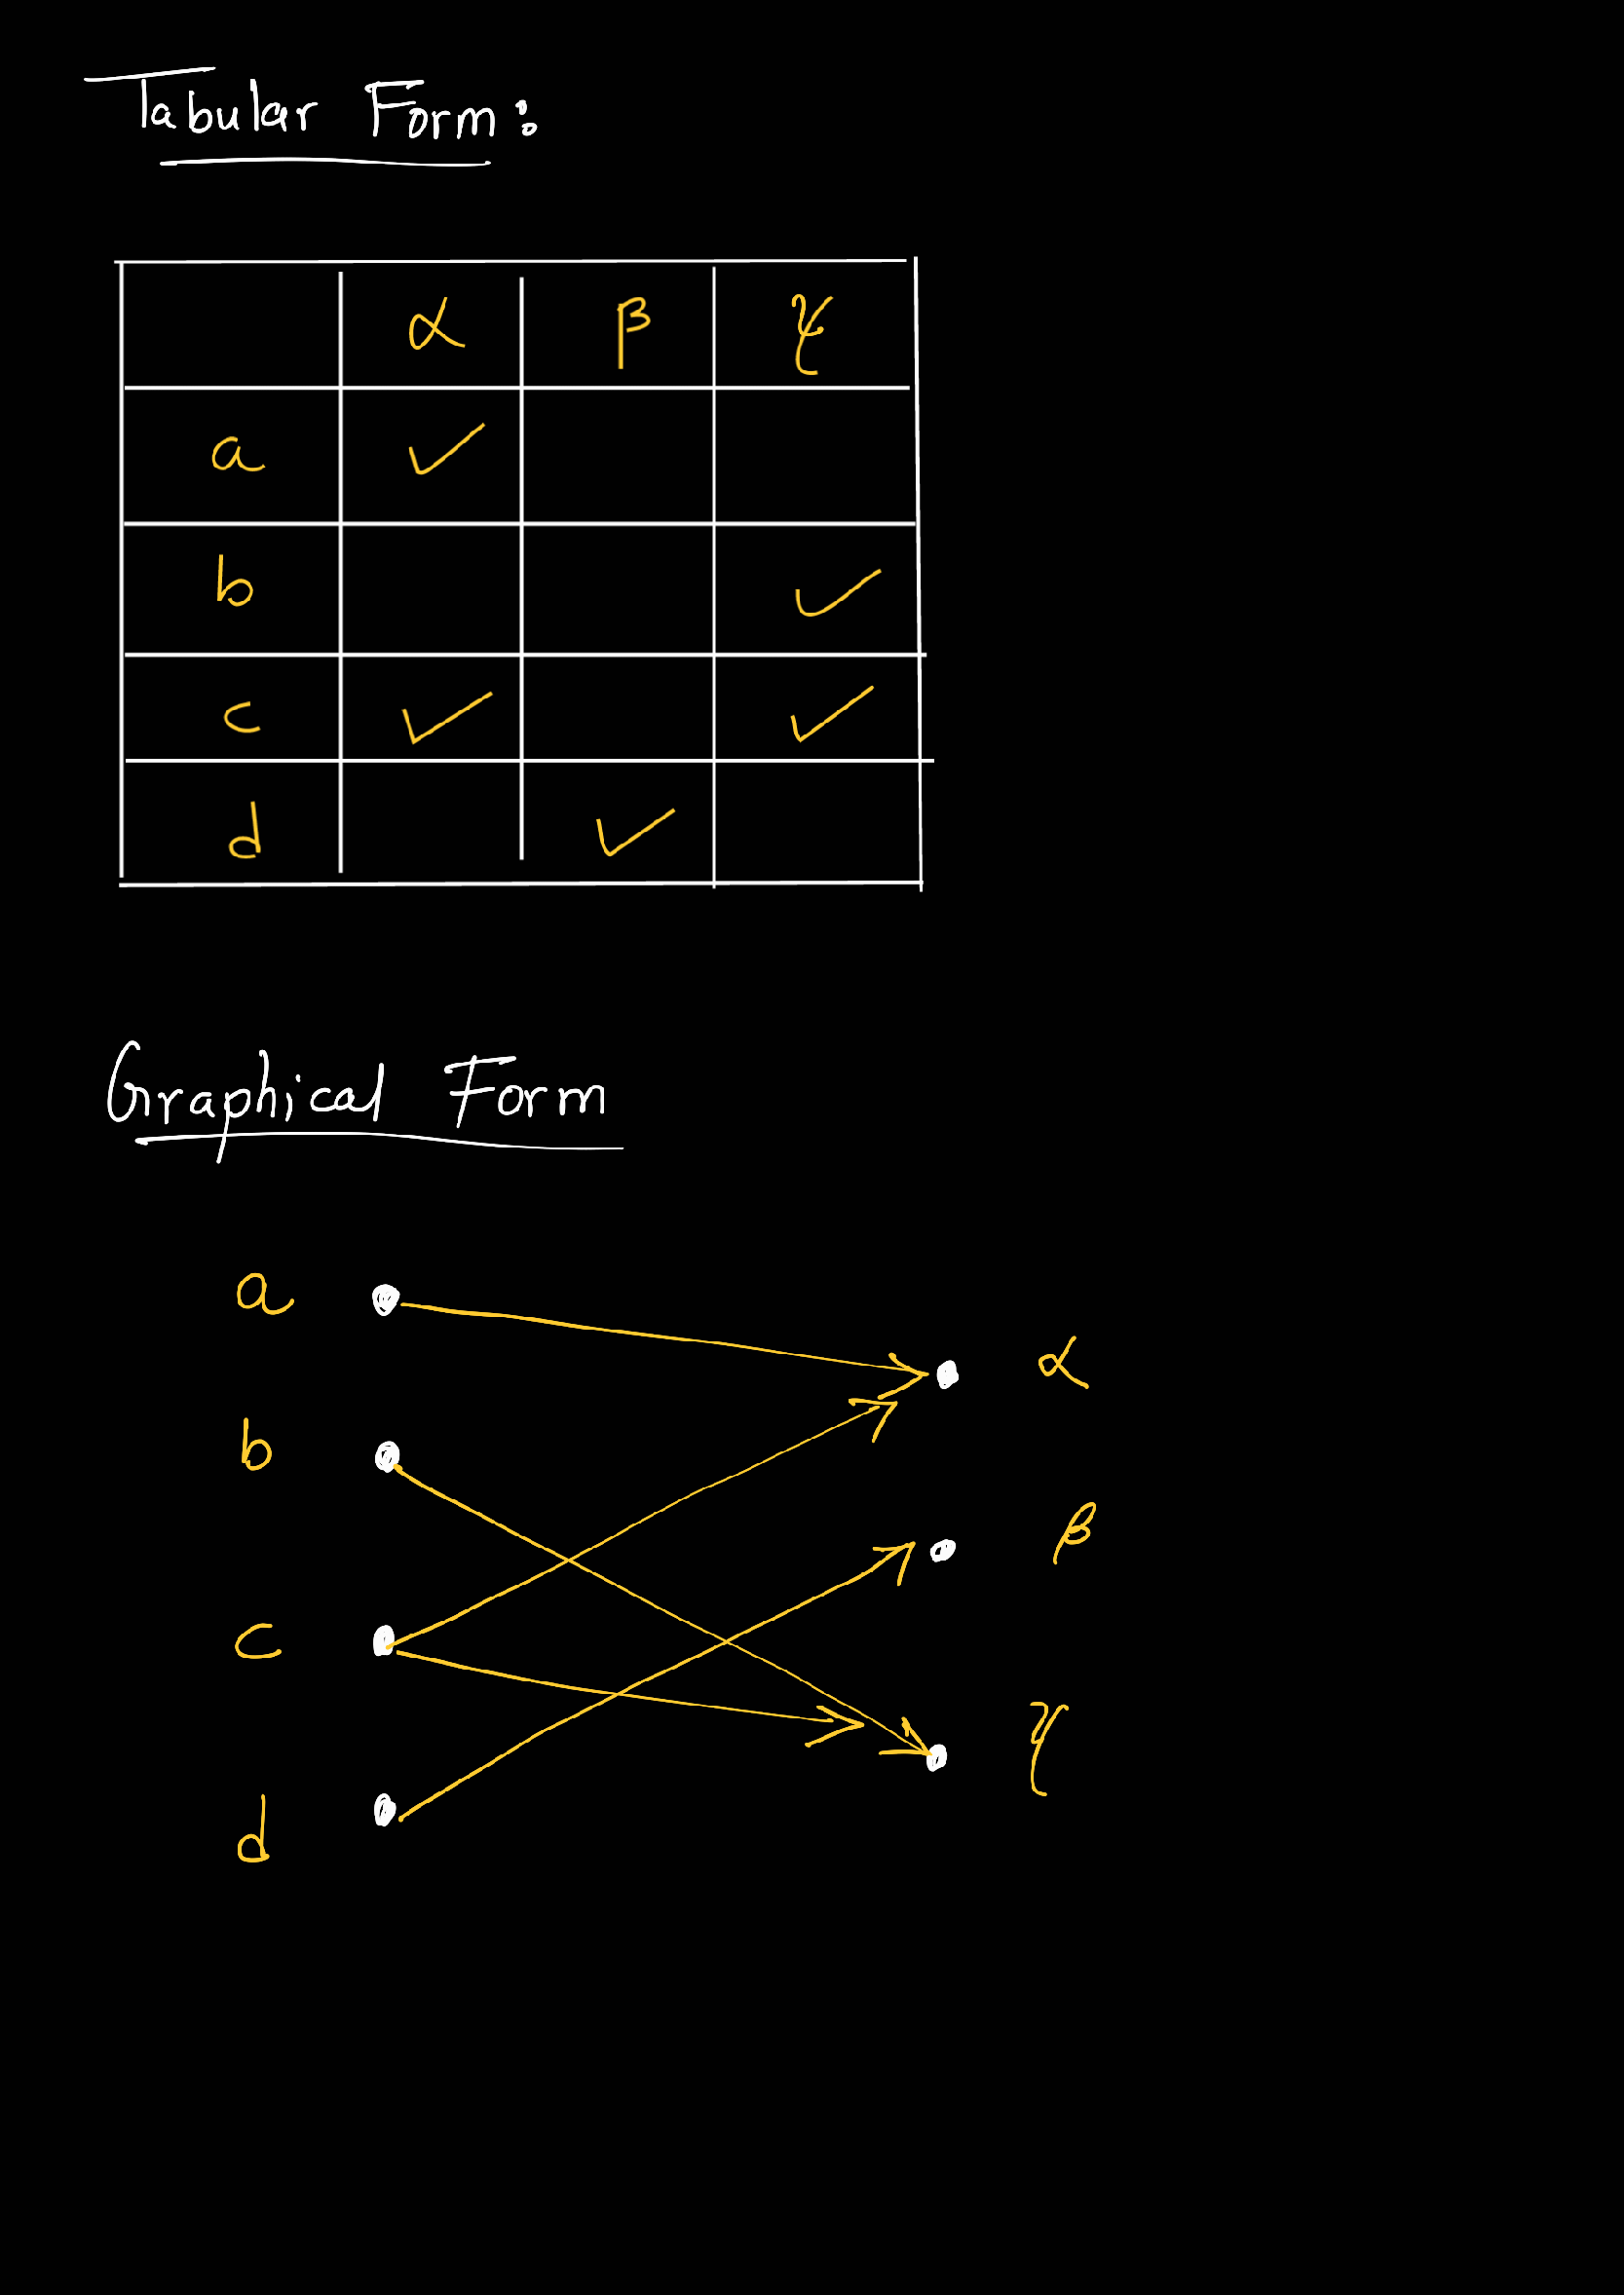 Tabular Form:
α β γ
a ✓
b ✓
c ✓ ✓
d ✓
Graphical Form
a
α
b
β
c
γ
d